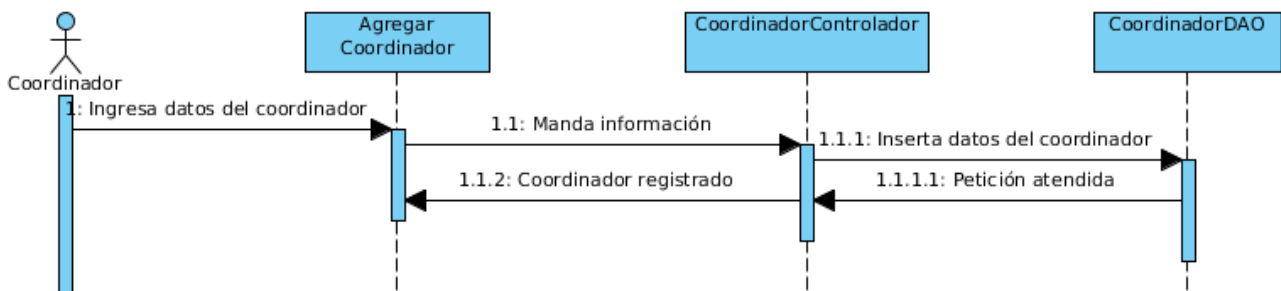 Agregar
Coordinador
CoordinadorControlador
CoordinadorDAO
Coordinador
1: Ingresa datos del coordinador
1.1: Manda información
1.1.1: Inserta datos del coordinador
1.1.2: Coordinador registrado
1.1.1.1: Petición atendida